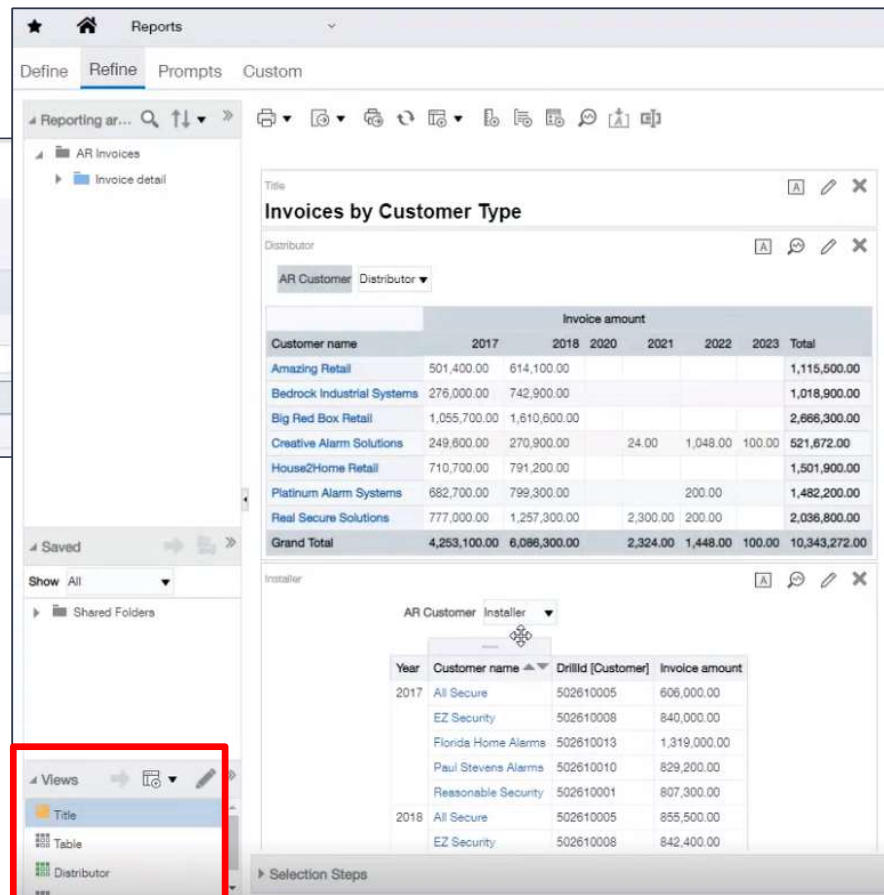 Reports
Define Refine Prompts Custom
Reporting ar...
AR Invoices
Invoice detail
Title
Invoices by Customer Type
Distributor
AR Customer Distributor
Invoice amount
Customer name 2017 2018 2020 2021 2022 2023 Total
Amazing Retail 501,400.00 614,100.00 1,115,500.00
Bedrock Industrial Systems 276,000.00 742,900.00 1,018,900.00
Big Red Box Retail 1,055,700.00 1,610,600.00 2,666,300.00
Creative Alarm Solutions 249,600.00 270,900.00 24.00 1,048.00 100.00 521,672.00
House2Home Retail 710,700.00 791,200.00 1,501,900.00
Platinum Alarm Systems 682,700.00 799,300.00 200.00 1,482,200.00
Real Secure Solutions 777,000.00 1,257,300.00 2,300.00 200.00 2,036,800.00
Grand Total 4,253,100.00 6,086,300.00 2,324.00 1,448.00 100.00 10,343,272.00
Saved
Show All
Shared Folders
Installer
AR Customer Installer
Year Customer name DrillId [Customer] Invoice amount
2017 All Secure 502610005 606,000.00
EZ Security 502610008 840,000.00
Florida Home Alarms 502610013 1,319,000.00
Paul Stevens Alarms 502610010 829,200.00
Reasonable Security 502610001 807,300.00
2018 All Secure 502610005 855,500.00
EZ Security 502610008 842,400.00
Views
Title
Table
Distributor
Selection Steps